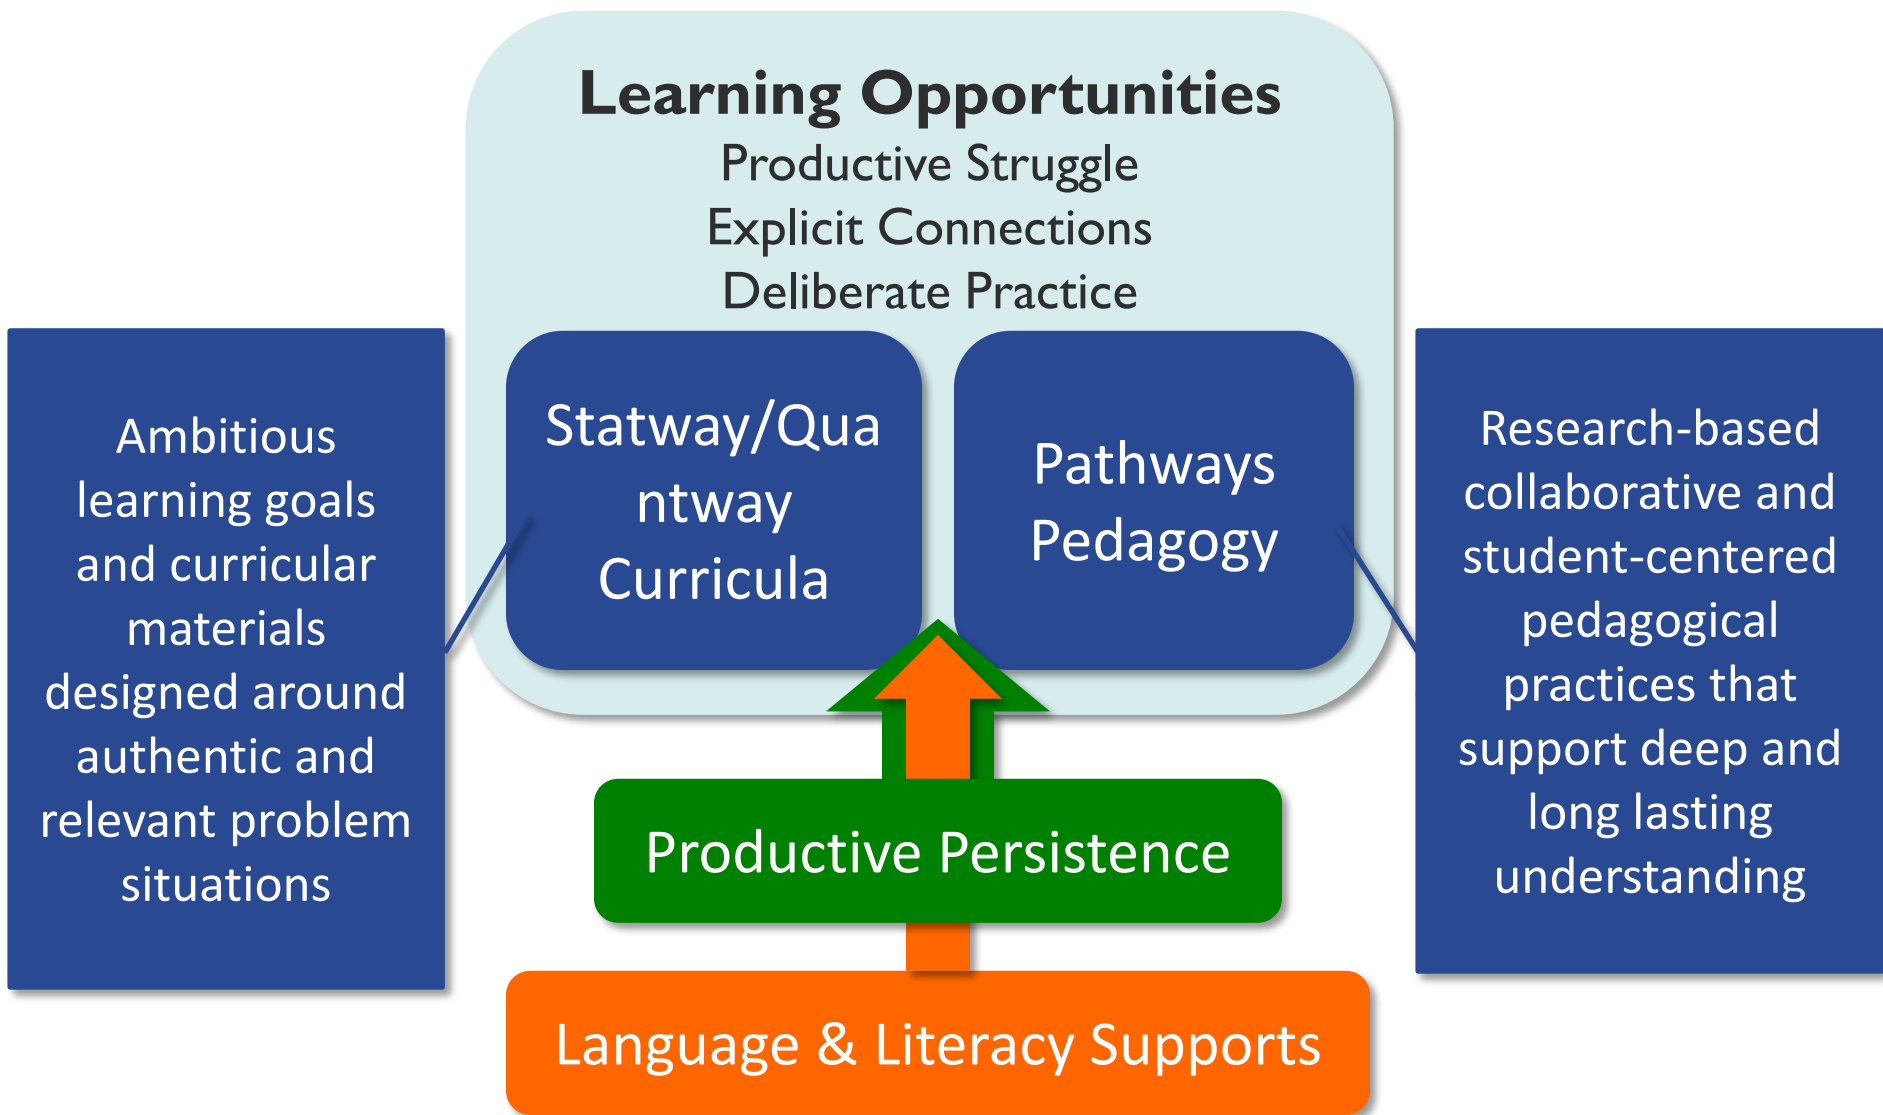 Learning Opportunities
Productive Struggle
Explicit Connections
Deliberate Practice
Ambitious
learning goals
and curricular
materials
designed around
authentic and
relevant problem
situations
Statway/Qua
ntway
Curricula
Pathways
Pedagogy
Research-based
collaborative and
student-centered
pedagogical
practices that
support deep and
long lasting
understanding
Productive Persistence
Language & Literacy Supports